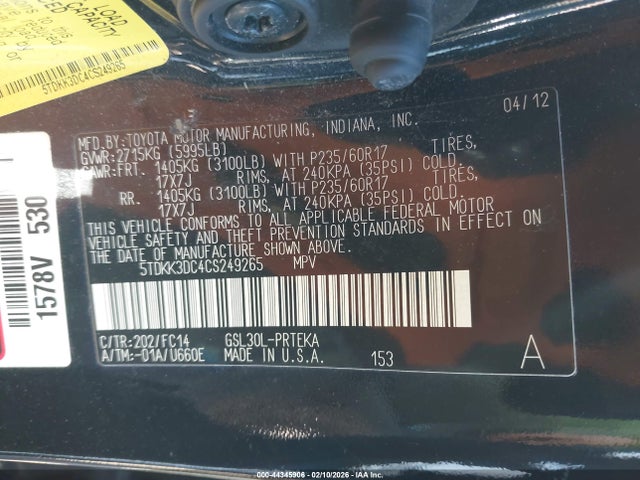 LOAD
CAPACITY
5TDKK3DC4CS249265
1578V 530
04/12
MFD.BY:TOYOTA MOTOR MANUFACTURING, INDIANA, INC.
GVWR:2715KG (5995LB)
GAWR:FRT. 1405KG (3100LB) WITH P235/60R17 TIRES,
17X7J RIMS, AT 240KPA (35PSI) COLD.
RR. 1405KG (3100LB) WITH P235/60R17 TIRES,
17X7J RIMS, AT 240KPA (35PSI) COLD.
THIS VEHICLE CONFORMS TO ALL APPLICABLE FEDERAL MOTOR
VEHICLE SAFETY AND THEFT PREVENTION STANDARDS IN EFFECT ON
THE DATE OF MANUFACTURE SHOWN ABOVE.
5TDKK3DC4CS249265 MPV
C/TR:202/FC14 GSL30L-PRTEKA
A/TM:-01A/U660E MADE IN U.S.A. 153 A
000-44345906 - 02/10/2026 - IAA Inc.